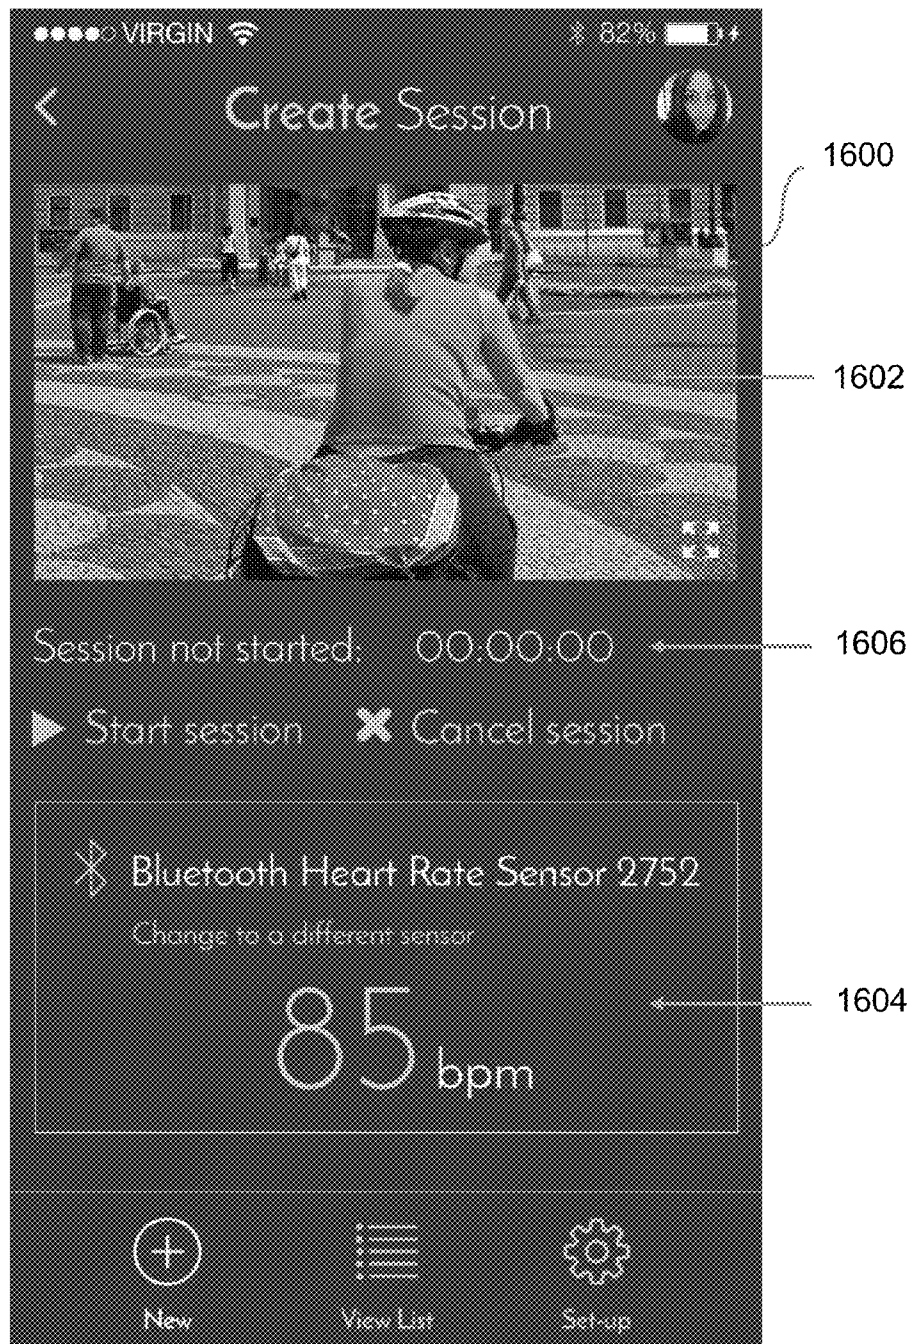 VIRGIN 82%
Create Session
1600
1602
Session not started: 00:00:00
1606
Start session Cancel session
Bluetooth Heart Rate Sensor 2752
Change to a different sensor
1604
85 bpm
New View List Set-up